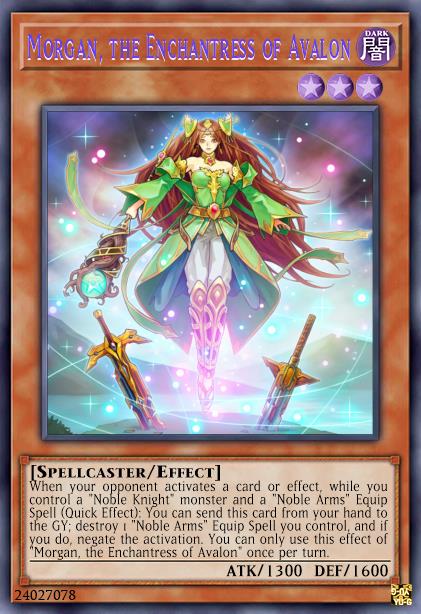 Morgan, the Enchantress of Avalon
DARK
闇
[Spellcaster/Effect]
When your opponent activates a card or effect, while you
control a "Noble Knight" monster and a "Noble Arms" Equip
Spell (Quick Effect): You can send this card from your hand
to the GY; destroy 1 "Noble Arms" Equip Spell you control, and if
you do, negate the activation. You can only use this effect of
"Morgan, the Enchantress of Avalon" once per turn.
ATK/1300 DEF/1600
24027078